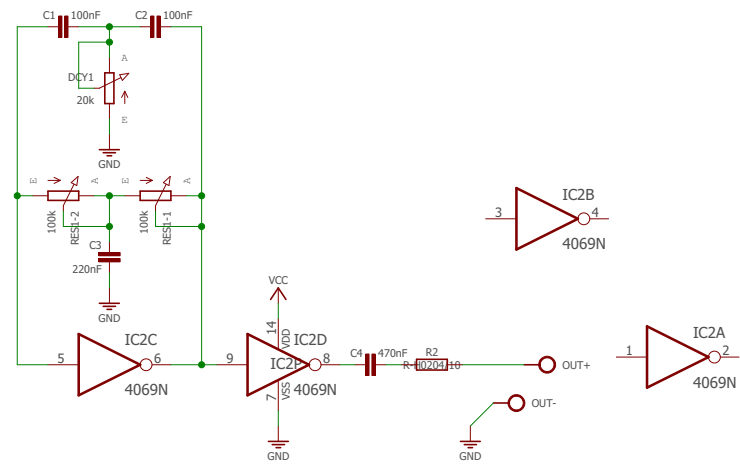 C1 100nF C2 100nF
A
DCY1
20k
E
GND
E A E A
100k RES1-2 100k RES1-1
C3
220nF
GND
IC2B
3 4
4069N
VCC
14 VDD
IC2C IC2D
5 6 9 IC2P 8
4069N 4069N
7 VSS
GND
C4 470nF R2
R-H0204/10
OUT+
OUT-
GND
IC2A
1 2
4069N